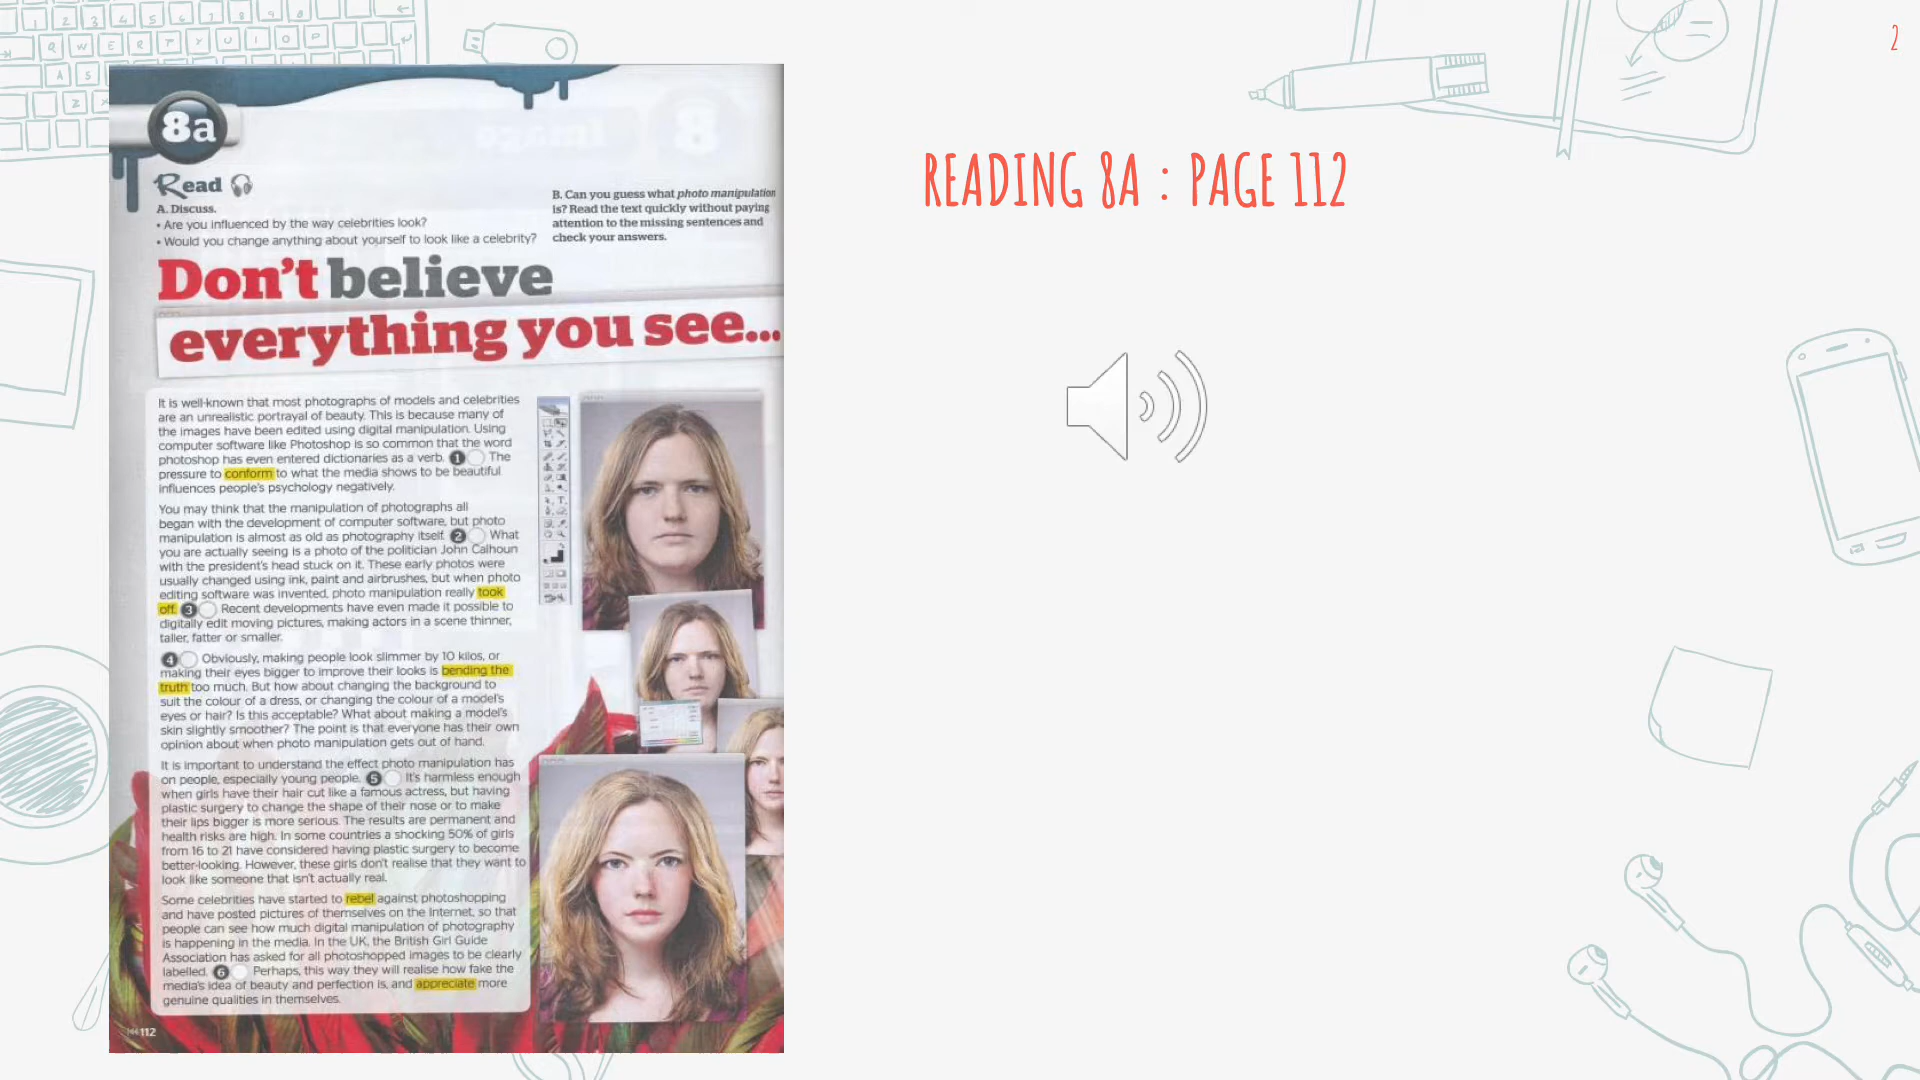 2
READING 8A : PAGE 112
8a
Read
A. Discuss.
• Are you influenced by the way celebrities look?
• Would you change anything about yourself to look like a celebrity?
B. Can you guess what photo manipulation
is? Read the text quickly without paying
attention to the missing sentences and
check your answers.
Don't believe
everything you see...
It is well-known that most photographs of models and celebrities
are an unrealistic portrayal of beauty. This is because many of
the images have been edited using digital manipulation. Using
computer software like Photoshop is so common that the word
photoshop has even entered dictionaries as a verb. 1 The
pressure to conform to what the media shows to be beautiful
influences people's psychology negatively.
You may think that the manipulation of photographs all
began with the development of computer software, but photo
manipulation is almost as old as photography itself. 2 What
you are actually seeing is a photo of the politician John Calhoun
with the president's head stuck on it. These early photos were
usually changed using ink, paint and airbrushes, but when photo
editing software was invented, photo manipulation really took
off. 3 Recent developments have even made it possible to
digitally edit moving pictures, making actors in a scene thinner,
taller, fatter or smaller.
4 Obviously, making people look slimmer by 10 kilos, or
making their eyes bigger to improve their looks is bending the
truth too much. But how about changing the background to
suit the colour of a dress, or changing the colour of a model's
eyes or hair? Is this acceptable? What about making a model's
skin slightly smoother? The point is that everyone has their own
opinion about when photo manipulation gets out of hand.
It is important to understand the effect photo manipulation has
on people, especially young people. 5 It's harmless enough
when girls have their hair cut like a famous actress, but having
plastic surgery to change the shape of their nose or to make
their lips bigger is more serious. The results are permanent and
health risks are high. In some countries a shocking 50% of girls
from 16 to 21 have considered having plastic surgery to become
better-looking. However, these girls don't realise that they want to
look like someone that isn't actually real.
Some celebrities have started to rebel against photoshopping
and have posted pictures of themselves on the Internet, so that
people can see how much digital manipulation of photography
is happening in the media. In the UK, the British Girl Guide
Association has asked for all photoshopped images to be clearly
labelled. 6 Perhaps, this way they will realise how fake the
media's idea of beauty and perfection is, and appreciate more
genuine qualities in themselves.
112